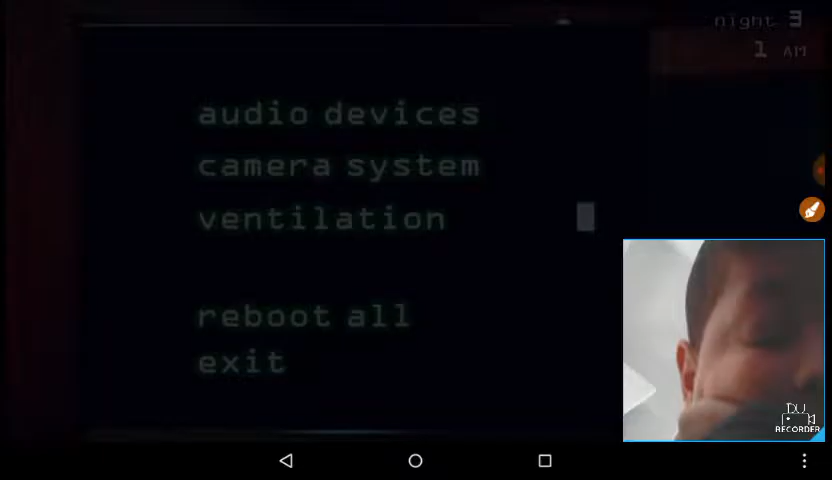 night 3
1 AM
audio devices
camera system
ventilation
reboot all
exit
DU
RECORDER